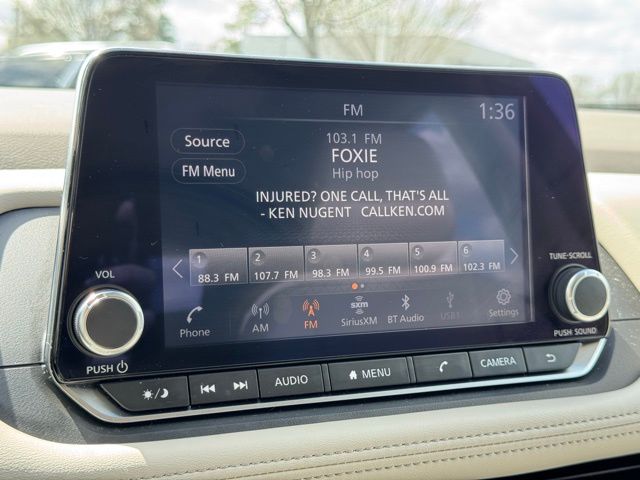 FM
1:36
Source
103.1 FM
FOXIE
FM Menu
Hip hop
INJURED? ONE CALL, THAT'S ALL
- KEN NUGENT CALLKEN.COM
1 2 3 4 5 6
88.3 FM 107.7 FM 98.3 FM 99.5 FM 100.9 FM 102.3 FM
sxm
Phone AM FM SiriusXM BT Audio USB1 Settings
VOL
PUSH
TUNE·SCROLL
PUSH:SOUND
AUDIO MENU CAMERA